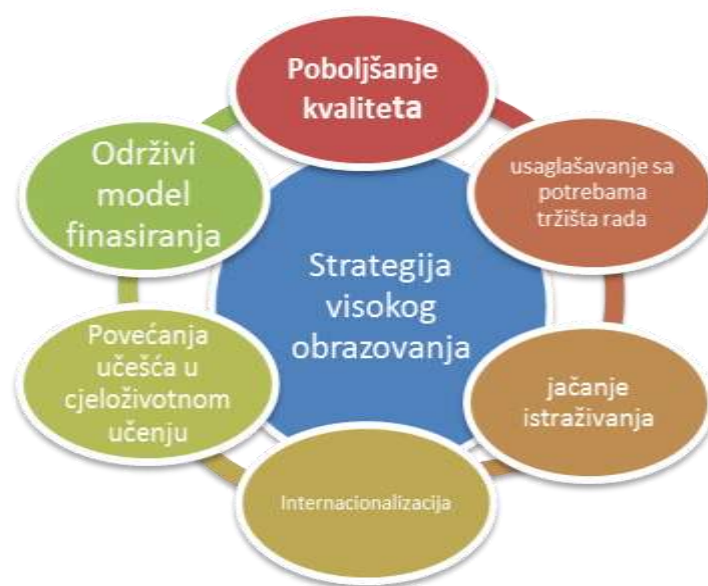 Poboljšanje
kvaliteta
usaglašavanje sa
potrebama
tržišta rada
jačanje
istraživanja
Internacionalizacija
Povećanja
učešća u
cjeloživotnom
učenju
Održivi
model
finasiranja
Strategija
visokog
obrazovanja